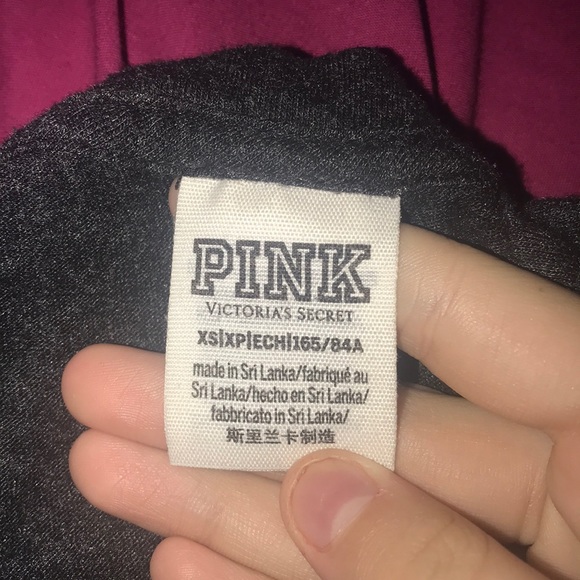 PINK
VICTORIA'S SECRET
XS|XP|ECH|165/84A
made in Sri Lanka/fabriqué au
Sri Lanka/hecho en Sri Lanka/
fabbricato in Sri Lanka/
斯里兰卡制造